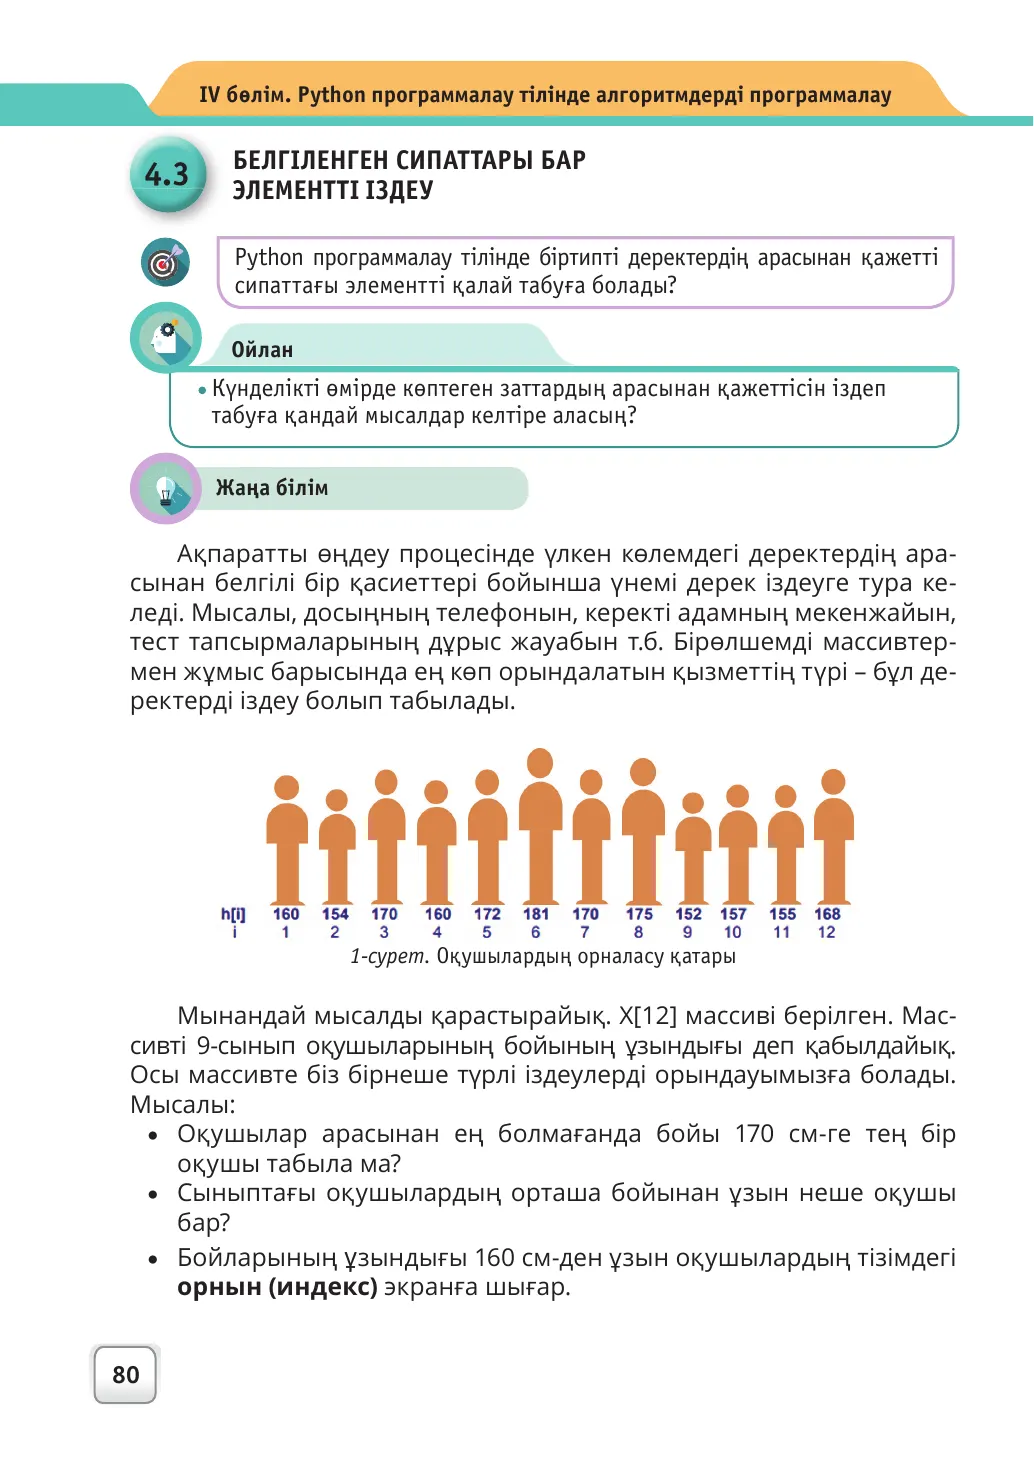 IV бөлім. Python программалау тілінде алгоритмдерді программалау
4.3
БЕЛГІЛЕНГЕН СИПАТТАРЫ БАР
ЭЛЕМЕНТТІ ІЗДЕУ
Python программалау тілінде біртипті деректердің арасынан қажетті
сипаттағы элементті қалай табуға болады?
Ойлан
• Күнделікті өмірде көптеген заттардың арасынан қажеттісін іздеп
табуға қандай мысалдар келтіре аласың?
Жаңа білім
Ақпаратты өңдеу процесінде үлкен көлемдегі деректердің ара-
сынан белгілі бір қасиеттері бойынша үнемі дерек іздеуге тура ке-
леді. Мысалы, досыңның телефонын, керекті адамның мекенжайын,
тест тапсырмаларының дұрыс жауабын т.б. Бірөлшемді массивтер-
мен жұмыс барысында ең көп орындалатын қызметтің түрі – бұл де-
ректерді іздеу болып табылады.
h[i] 160 154 170 160 172 181 170 175 152 157 155 168
i 1 2 3 4 5 6 7 8 9 10 11 12
1-сурет. Оқушылардың орналасу қатары
Мынандай мысалды қарастырайық. X[12] массиві берілген. Мас-
сивті 9-сынып оқушыларының бойының ұзындығы деп қабылдайық.
Осы массивте біз бірнеше түрлі іздеулерді орындауымызға болады.
Мысалы:
• Оқушылар арасынан ең болмағанда бойы 170 см-ге тең бір
оқушы табыла ма?
• Сыныптағы оқушылардың орташа бойынан ұзын неше оқушы
бар?
• Бойларының ұзындығы 160 см-ден ұзын оқушылардың тізімдегі
орнын (индекс) экранға шығар.
80